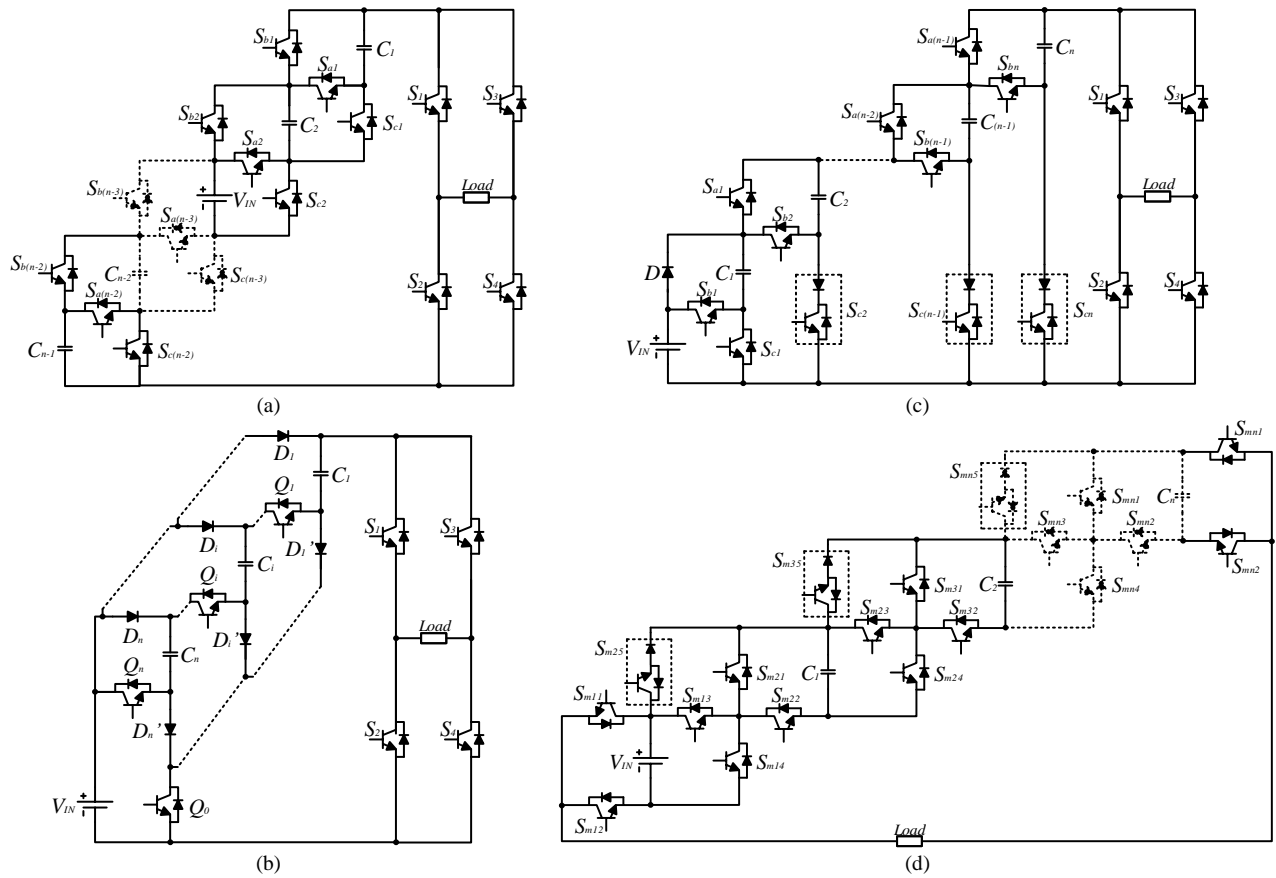 S_b1
C_1
S_a1
S_1
S_3
S_b2
C_2
S_c1
S_a2
Load
S_b(n-3)
V_IN
S_c2
S_a(n-3)
S_b(n-2)
C_n-2
S_c(n-3)
S_2
S_4
S_a(n-2)
C_n-1
S_c(n-2)
(a)
S_a(n-1)
C_n
S_bn
S_1
S_3
S_a(n-2)
C_(n-1)
S_b(n-1)
Load
S_a1
C_2
S_b2
D
C_1
S_b1
S_c2
S_c(n-1)
S_cn
S_2
S_4
V_IN
S_c1
(c)
D_1
C_1
Q_1
S_1
S_3
D_i
D_1'
C_i
Q_i
D_n
D_i'
Load
C_n
Q_n
D_n'
S_2
S_4
V_IN
Q_0
(b)
S_mn1
S_mn5
S_mn1
C_n
S_mn3
S_mn2
S_mn2
S_m35
S_m31
C_2
S_mn4
S_m23
S_m32
S_m25
S_m21
C_1
S_m24
S_m11
S_m13
S_m22
V_IN
S_m14
S_m12
Load
(d)